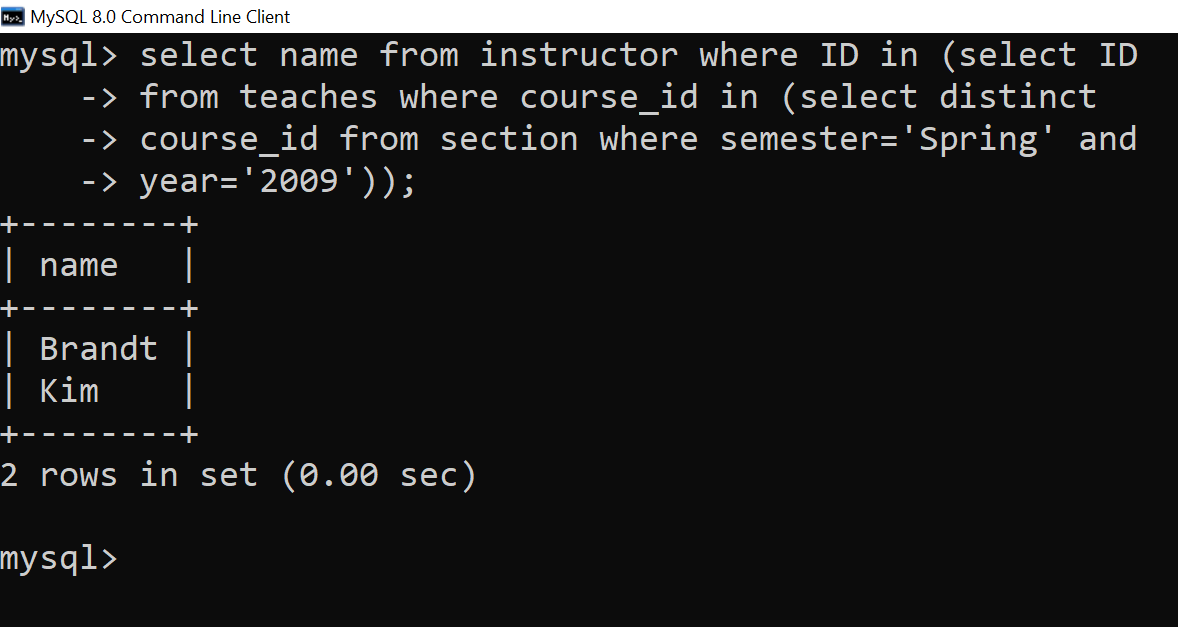 MySQL 8.0 Command Line Client
mysql> select name from instructor where ID in (select ID
    -> from teaches where course_id in (select distinct
    -> course_id from section where semester='Spring' and
    -> year='2009'));
+--------+
| name   |
+--------+
| Brandt |
| Kim    |
+--------+
2 rows in set (0.00 sec)
mysql>